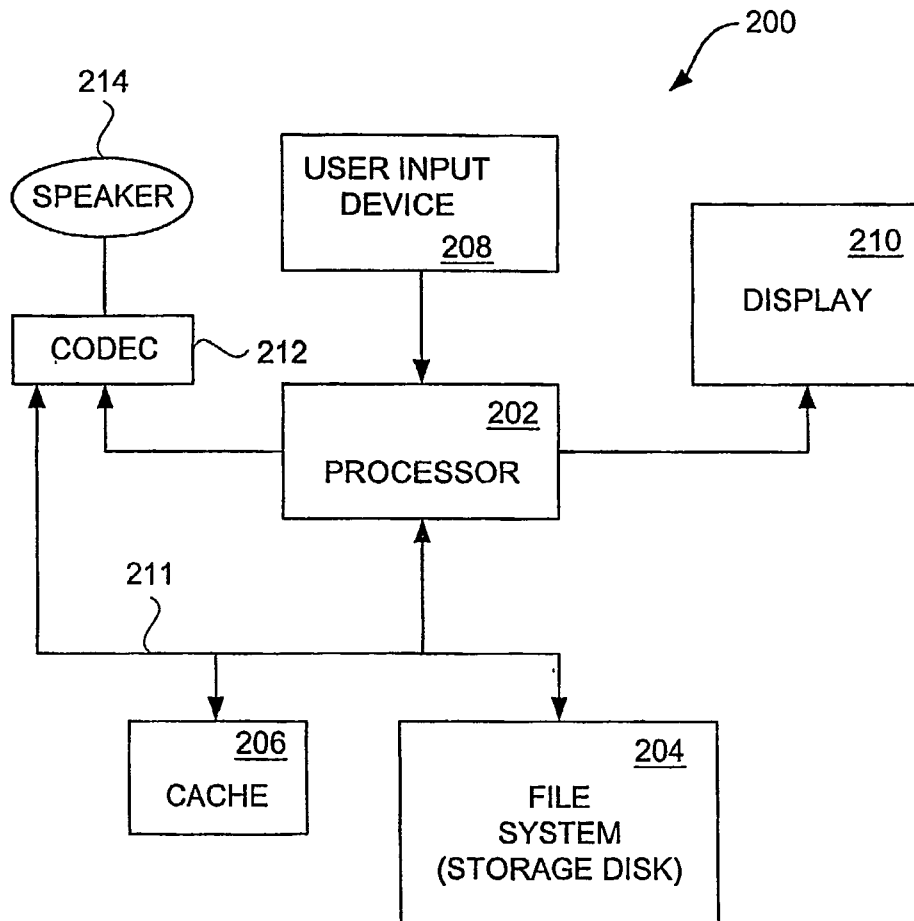 200
214
SPEAKER
USER INPUT
DEVICE
208
210
DISPLAY
CODEC
212
202
PROCESSOR
211
206
CACHE
204
FILE
SYSTEM
(STORAGE DISK)